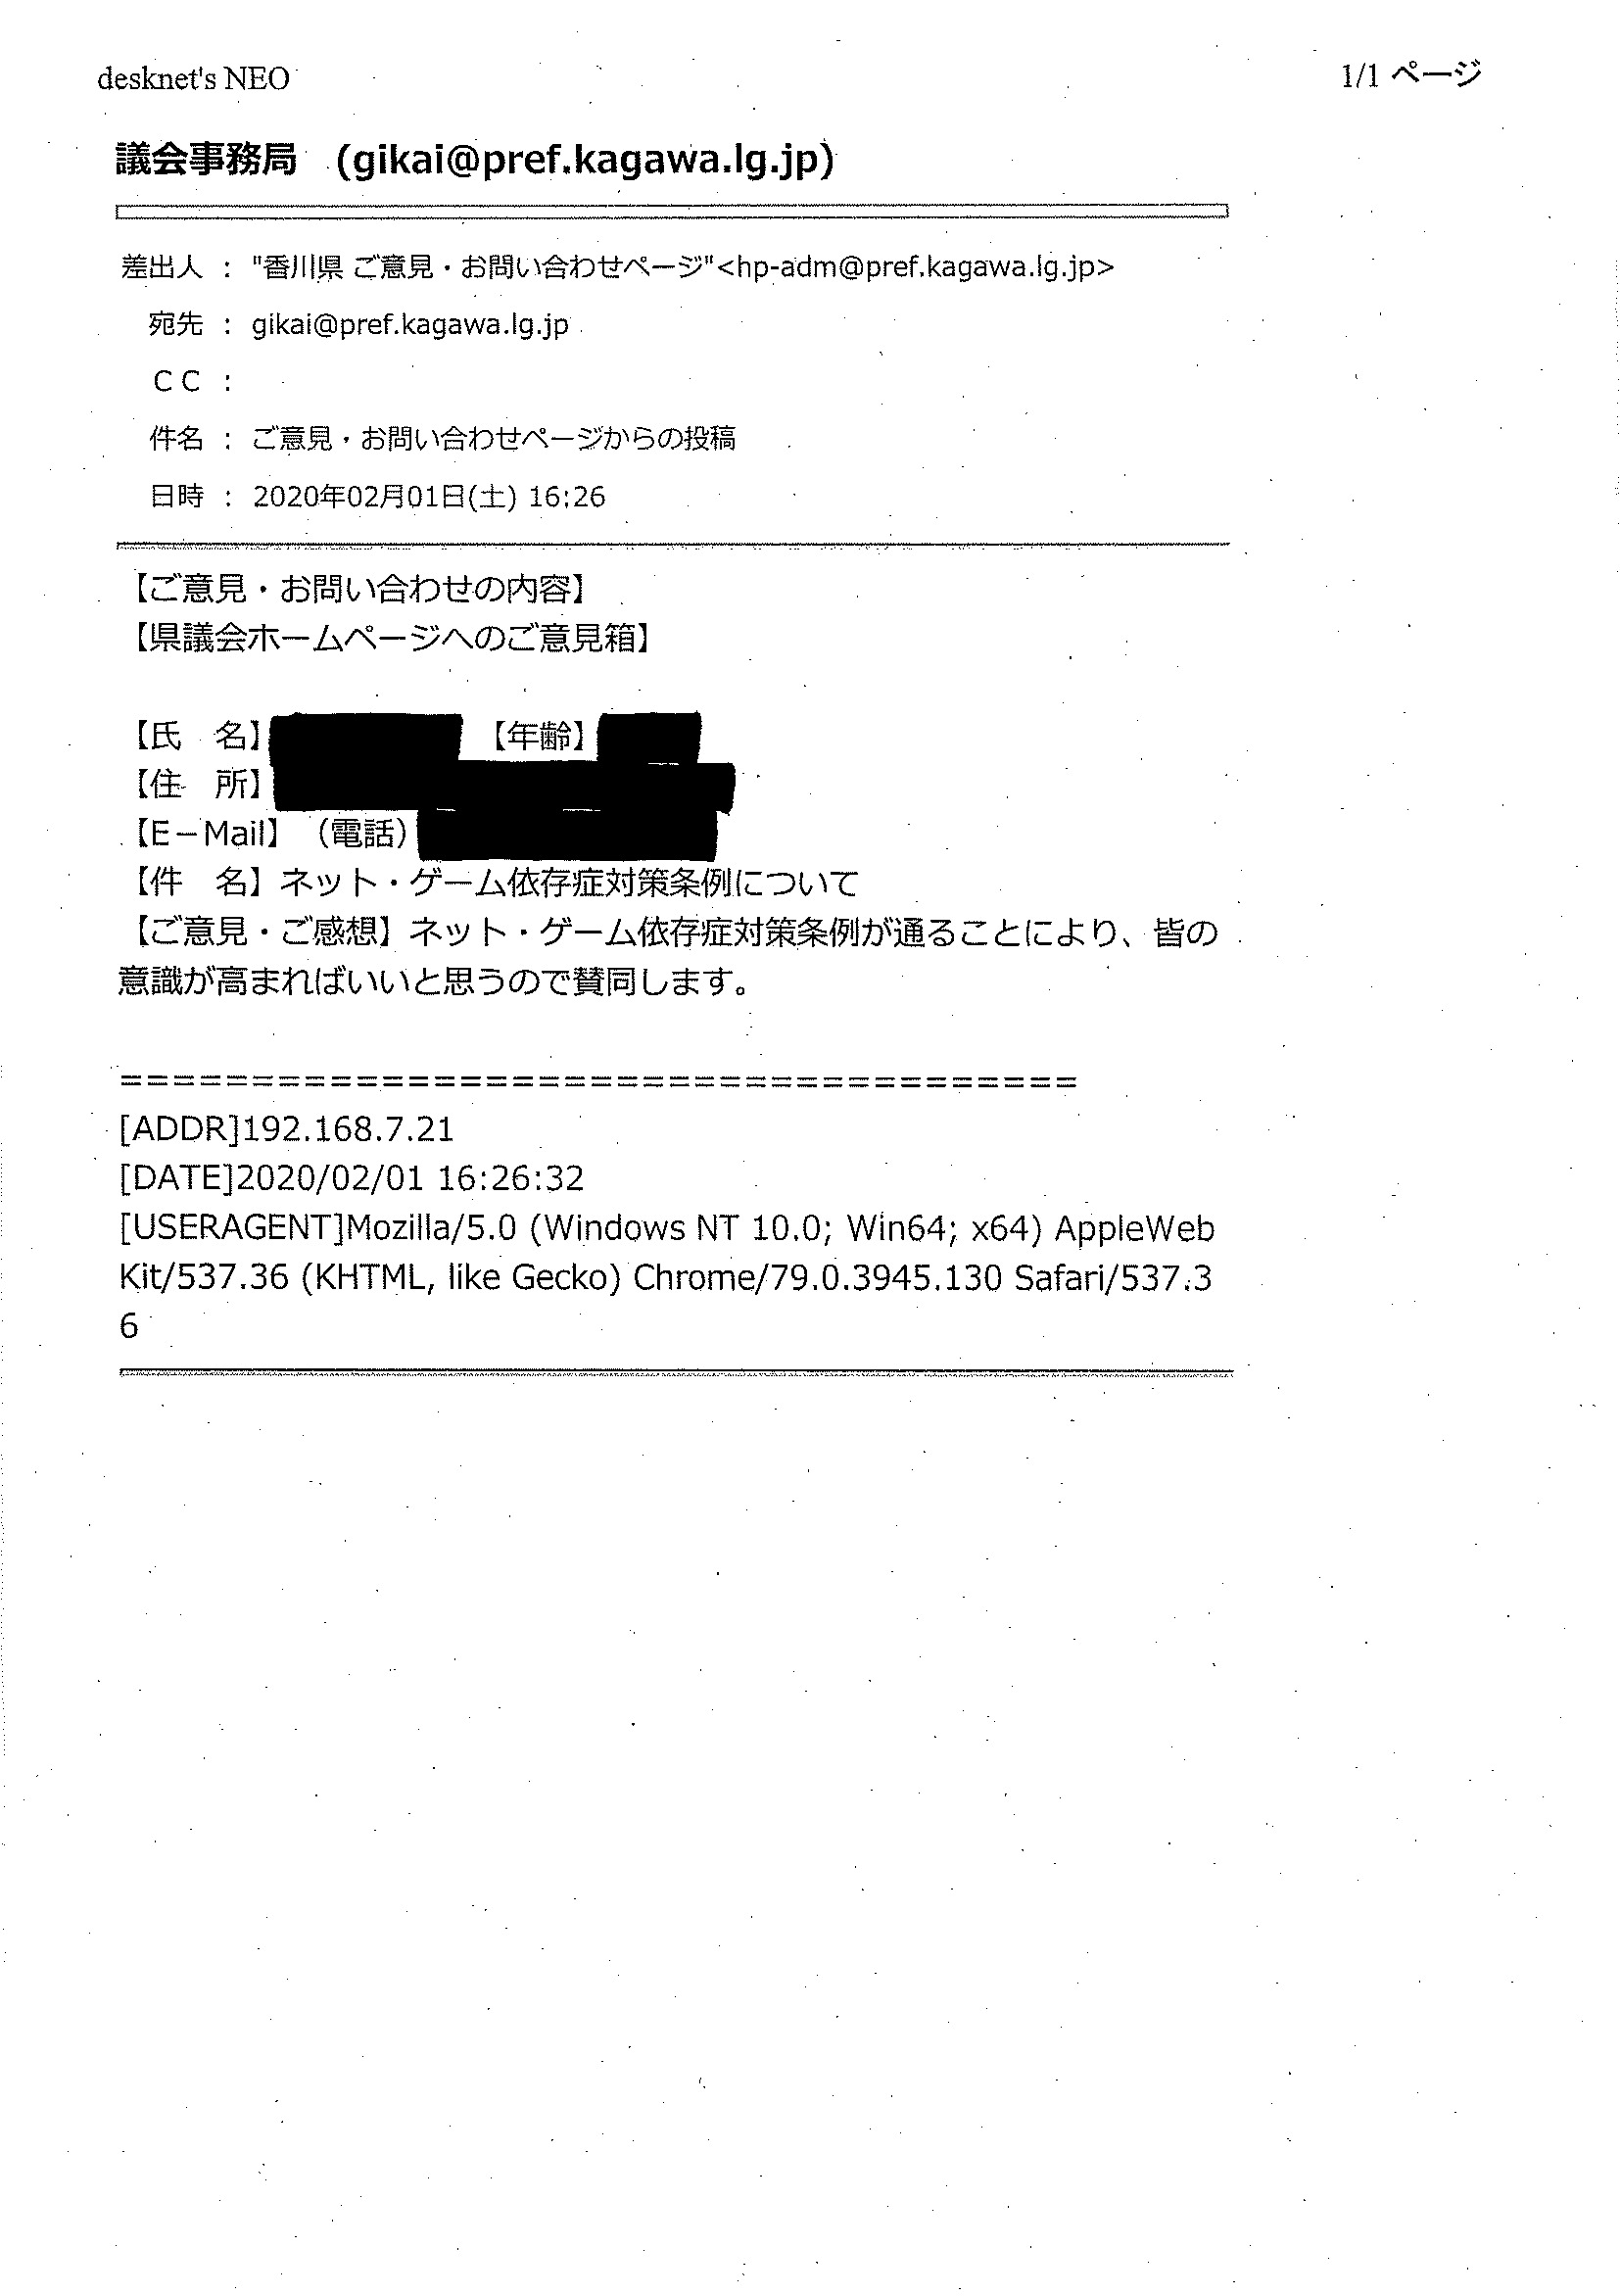 desknet's NEO
1/1 ページ
議会事務局 (gikai@pref.kagawa.lg.jp)
差出人 : "香川県 ご意見・お問い合わせページ"<hp-adm@pref.kagawa.lg.jp>
宛先 : gikai@pref.kagawa.lg.jp
ＣＣ :
件名 : ご意見・お問い合わせページからの投稿
日時 : 2020年02月01日(土) 16:26
【ご意見・お問い合わせの内容】
【県議会ホームページへのご意見箱】
【氏　名】 【年齢】
【住　所】
【E－Mail】（電話）
【件　名】ネット・ゲーム依存症対策条例について
【ご意見・ご感想】ネット・ゲーム依存症対策条例が通ることにより、皆の
意識が高まればいいと思うので賛同します。
=====================================
[ADDR]192.168.7.21
[DATE]2020/02/01 16:26:32
[USERAGENT]Mozilla/5.0 (Windows NT 10.0; Win64; x64) AppleWeb
Kit/537.36 (KHTML, like Gecko) Chrome/79.0.3945.130 Safari/537.3
6